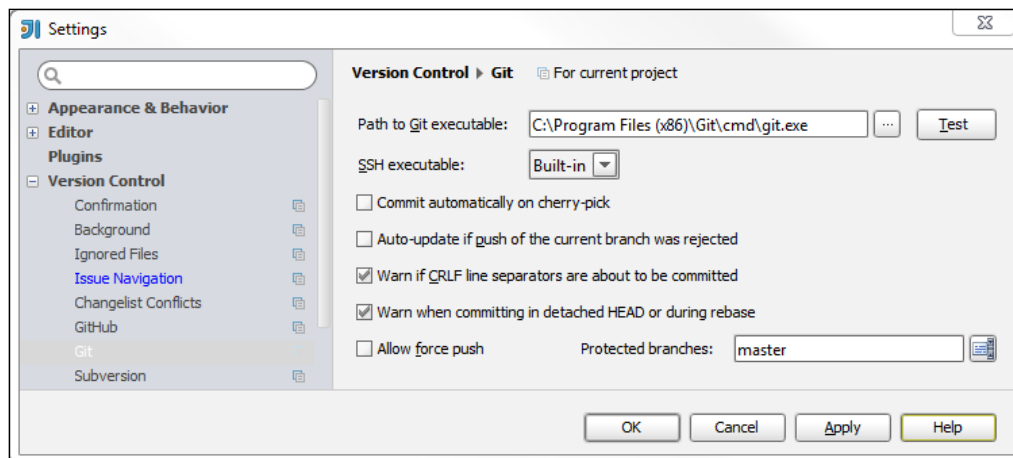 Settings
Appearance & Behavior
Editor
Plugins
Version Control
Confirmation
Background
Ignored Files
Issue Navigation
Changelist Conflicts
GitHub
Git
Subversion
Version Control Git For current project
Path to Git executable: C:\Program Files (x86)\Git\cmd\git.exe ... Test
SSH executable: Built-in
Commit automatically on cherry-pick
Auto-update if push of the current branch was rejected
Warn if CRLF line separators are about to be committed
Warn when committing in detached HEAD or during rebase
Allow force push Protected branches: master
OK Cancel Apply Help